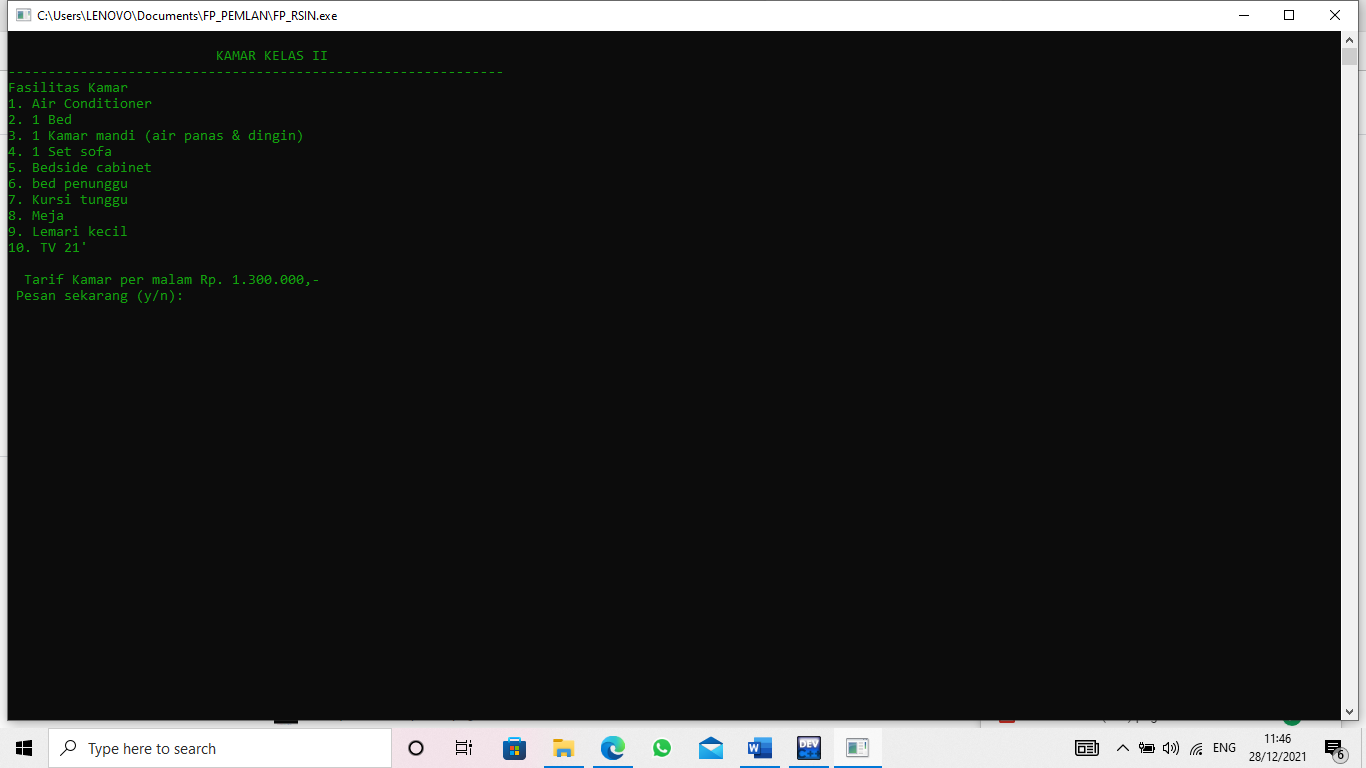 C:\Users\LENOVO\Documents\FP_PEMLAN\FP_RSIN.exe
KAMAR KELAS II
--------------------------------------------------------------
Fasilitas Kamar
1. Air Conditioner
2. 1 Bed
3. 1 Kamar mandi (air panas & dingin)
4. 1 Set sofa
5. Bedside cabinet
6. bed penunggu
7. Kursi tunggu
8. Meja
9. Lemari kecil
10. TV 21'
Tarif Kamar per malam Rp. 1.300.000,-
Pesan sekarang (y/n):
Type here to search
DEV C++
ENG
11:46
28/12/2021
6